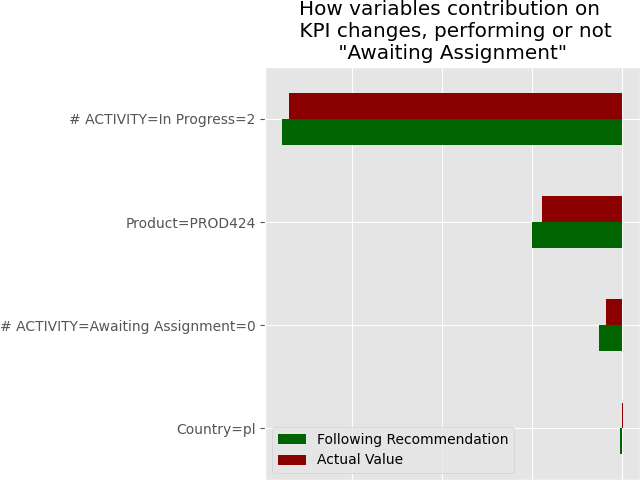 How variables contribution on
KPI changes, performing or not
"Awaiting Assignment"
# ACTIVITY=In Progress=2
Product=PROD424
# ACTIVITY=Awaiting Assignment=0
Country=pl
Following Recommendation
Actual Value